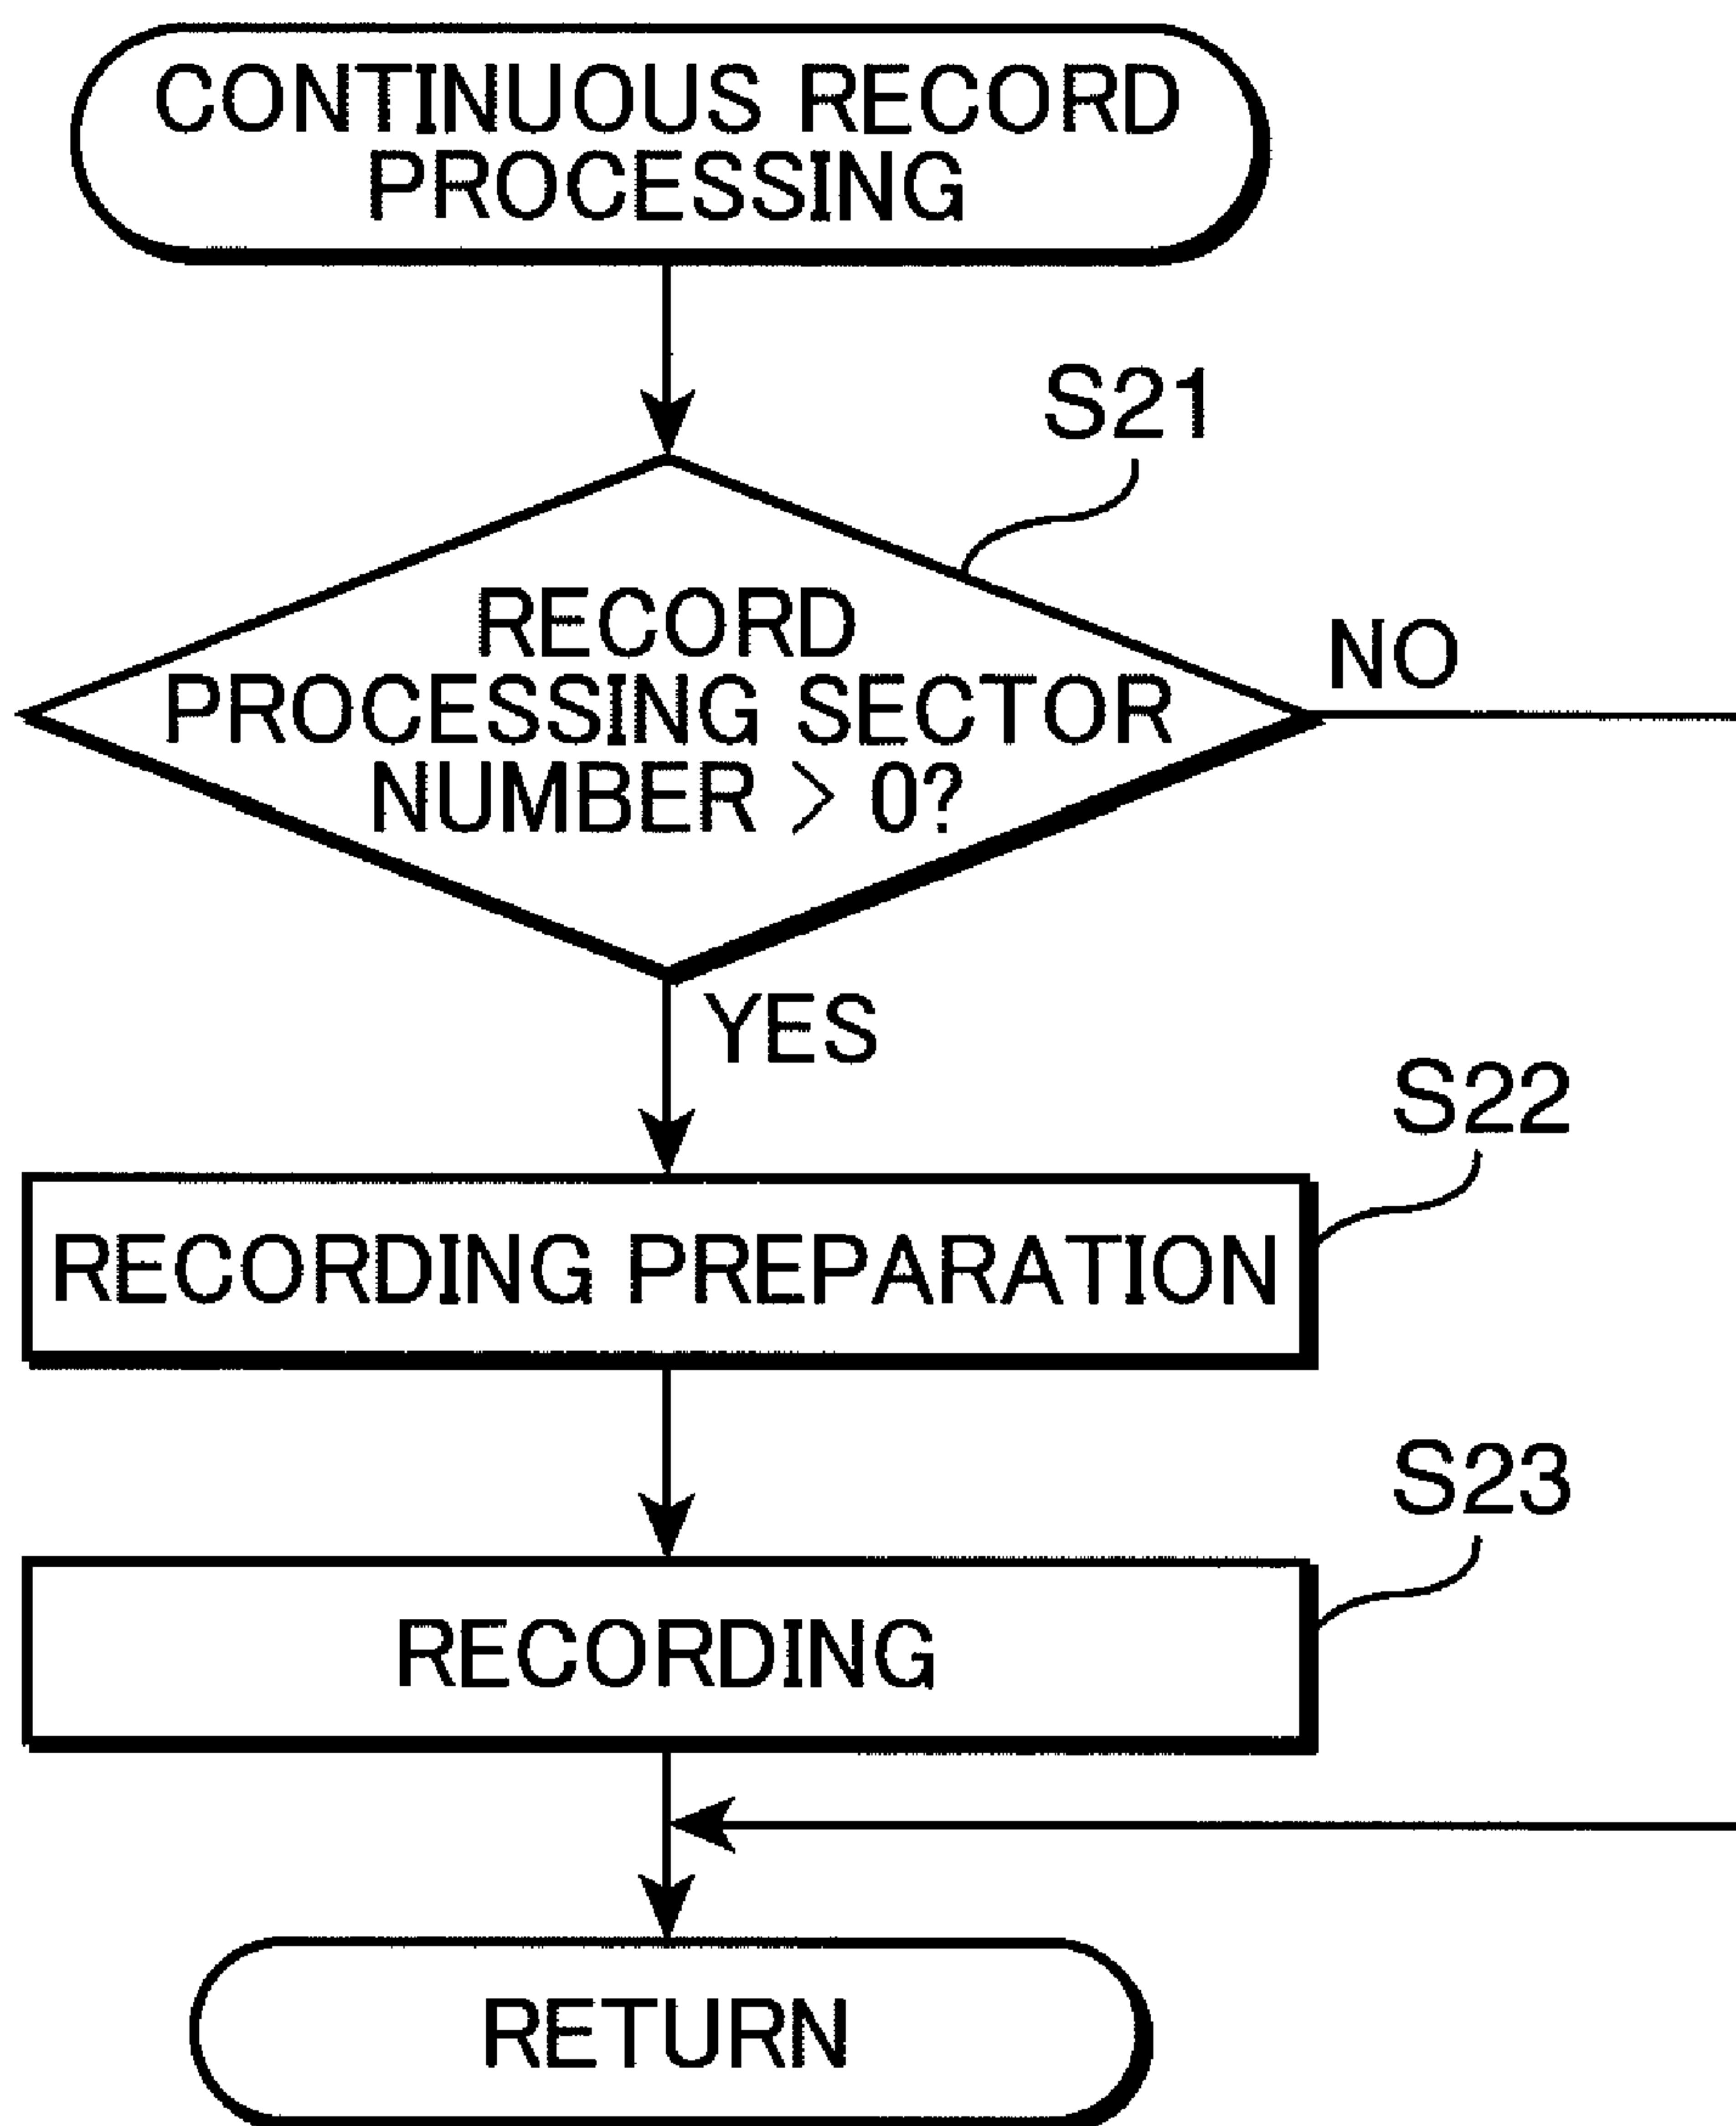 CONTINUOUS RECORD
PROCESSING
S21
RECORD
PROCESSING SECTOR
NUMBER > 0?
NO
YES
S22
RECORDING PREPARATION
S23
RECORDING
RETURN